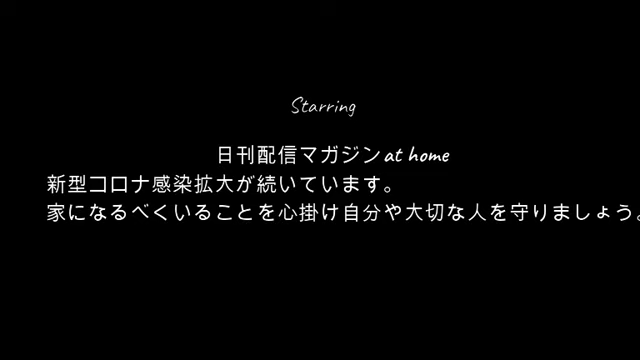 Starring
日刊配信マガジンat home
新型コロナ感染拡大が続いています。
家になるべくいることを心掛け自分や大切な人を守りましょう。